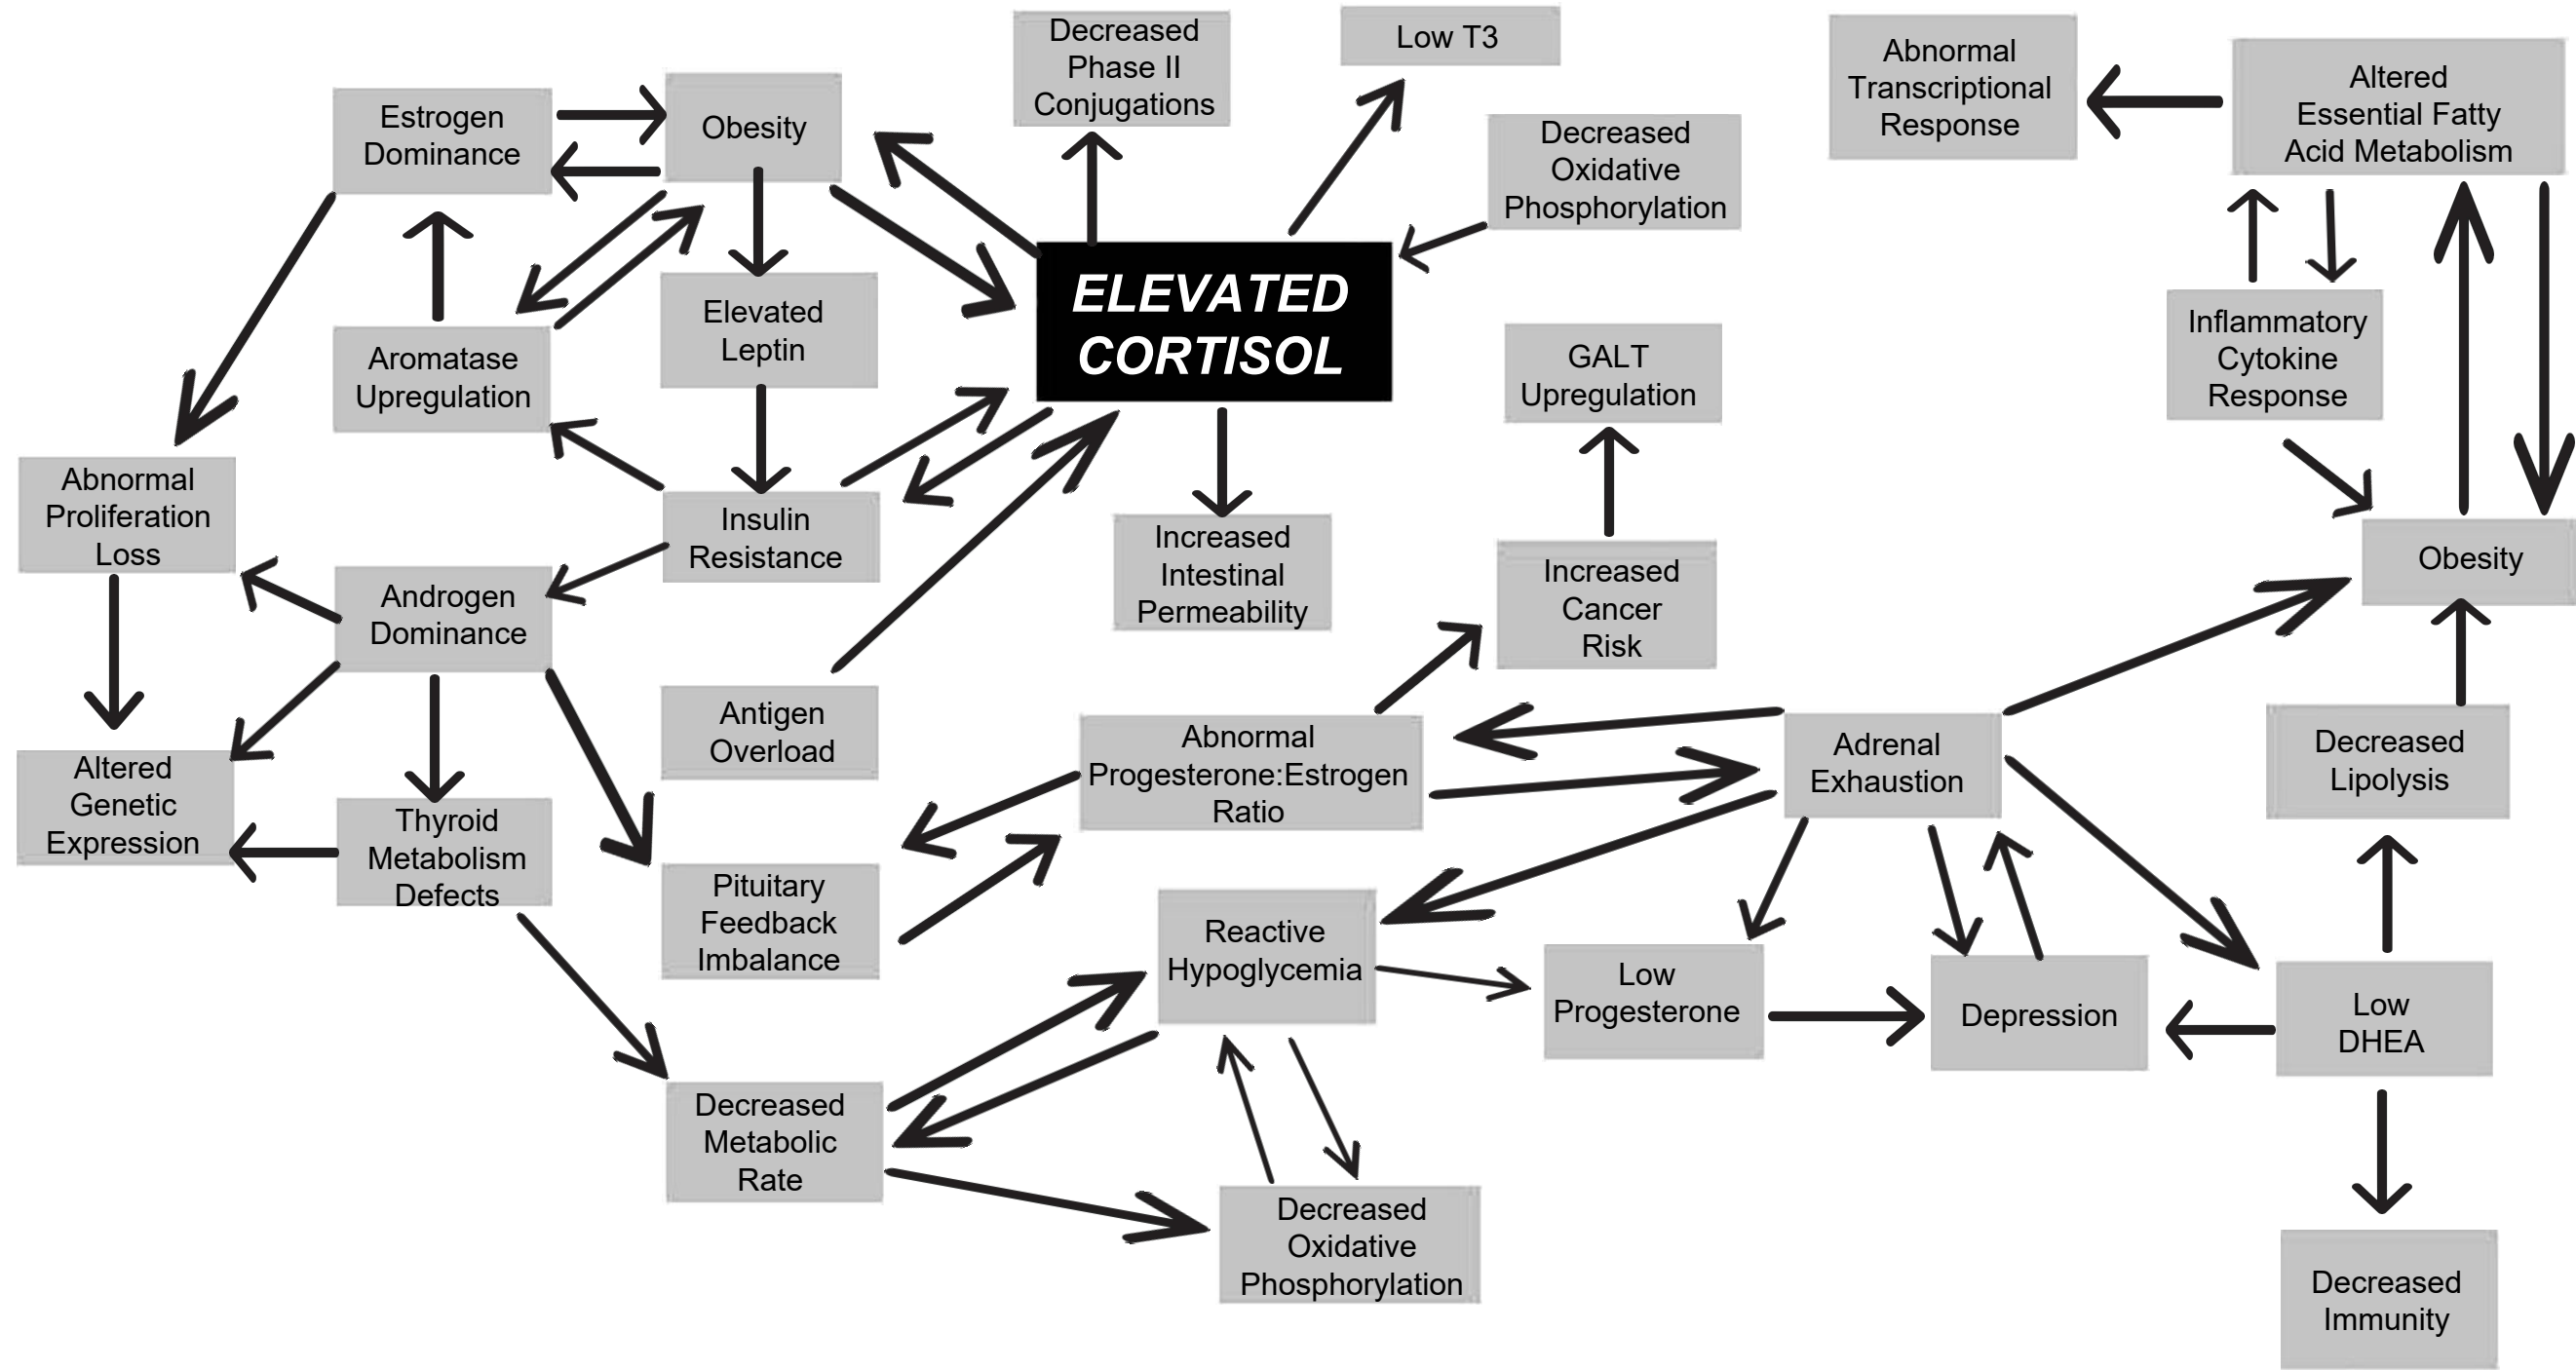 Decreased
Phase II
Conjugations
Low T3
Abnormal
Transcriptional
Response
Altered
Essential Fatty
Acid Metabolism
Estrogen
Dominance
Obesity
Decreased
Oxidative
Phosphorylation
ELEVATED
CORTISOL
Elevated
Leptin
Aromatase
Upregulation
GALT
Upregulation
Inflammatory
Cytokine
Response
Abnormal
Proliferation
Loss
Insulin
Resistance
Increased
Intestinal
Permeability
Increased
Cancer
Risk
Obesity
Androgen
Dominance
Antigen
Overload
Abnormal
Progesterone:Estrogen
Ratio
Adrenal
Exhaustion
Decreased
Lipolysis
Altered
Genetic
Expression
Thyroid
Metabolism
Defects
Pituitary
Feedback
Imbalance
Reactive
Hypoglycemia
Low
Progesterone
Depression
Low
DHEA
Decreased
Metabolic
Rate
Decreased
Oxidative
Phosphorylation
Decreased
Immunity